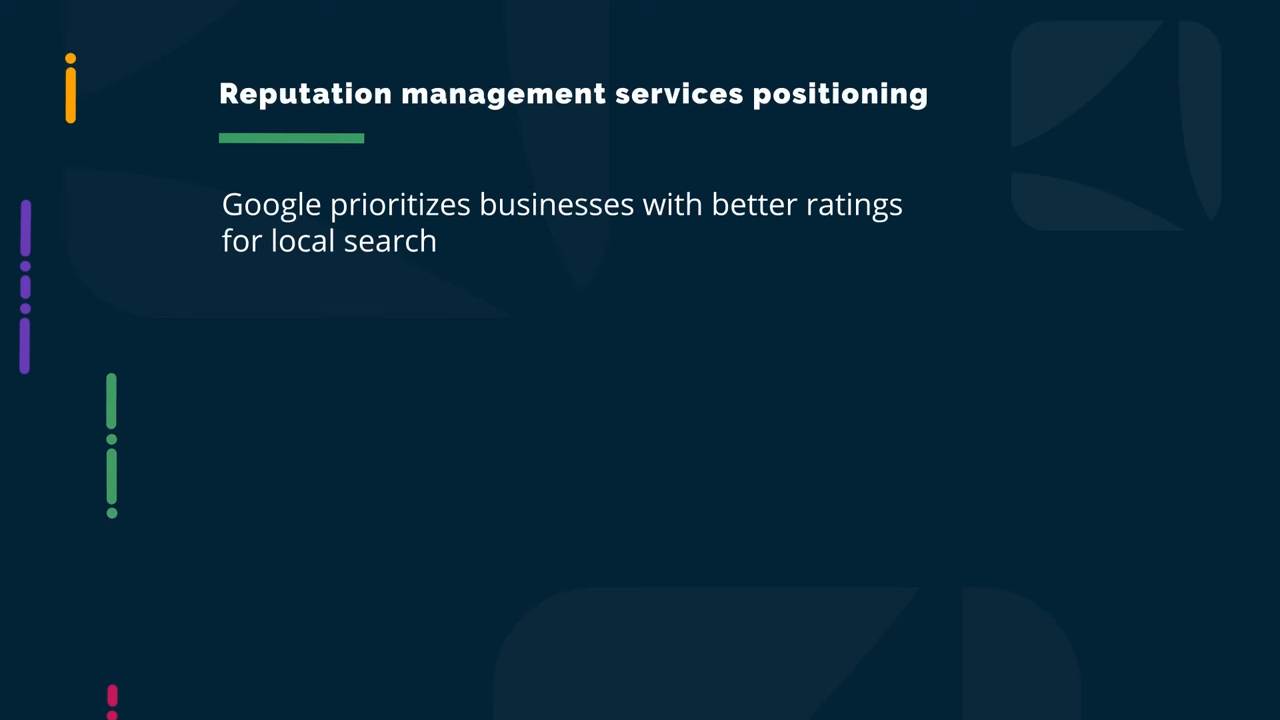 Reputation management services positioning
Google prioritizes businesses with better ratings
for local search